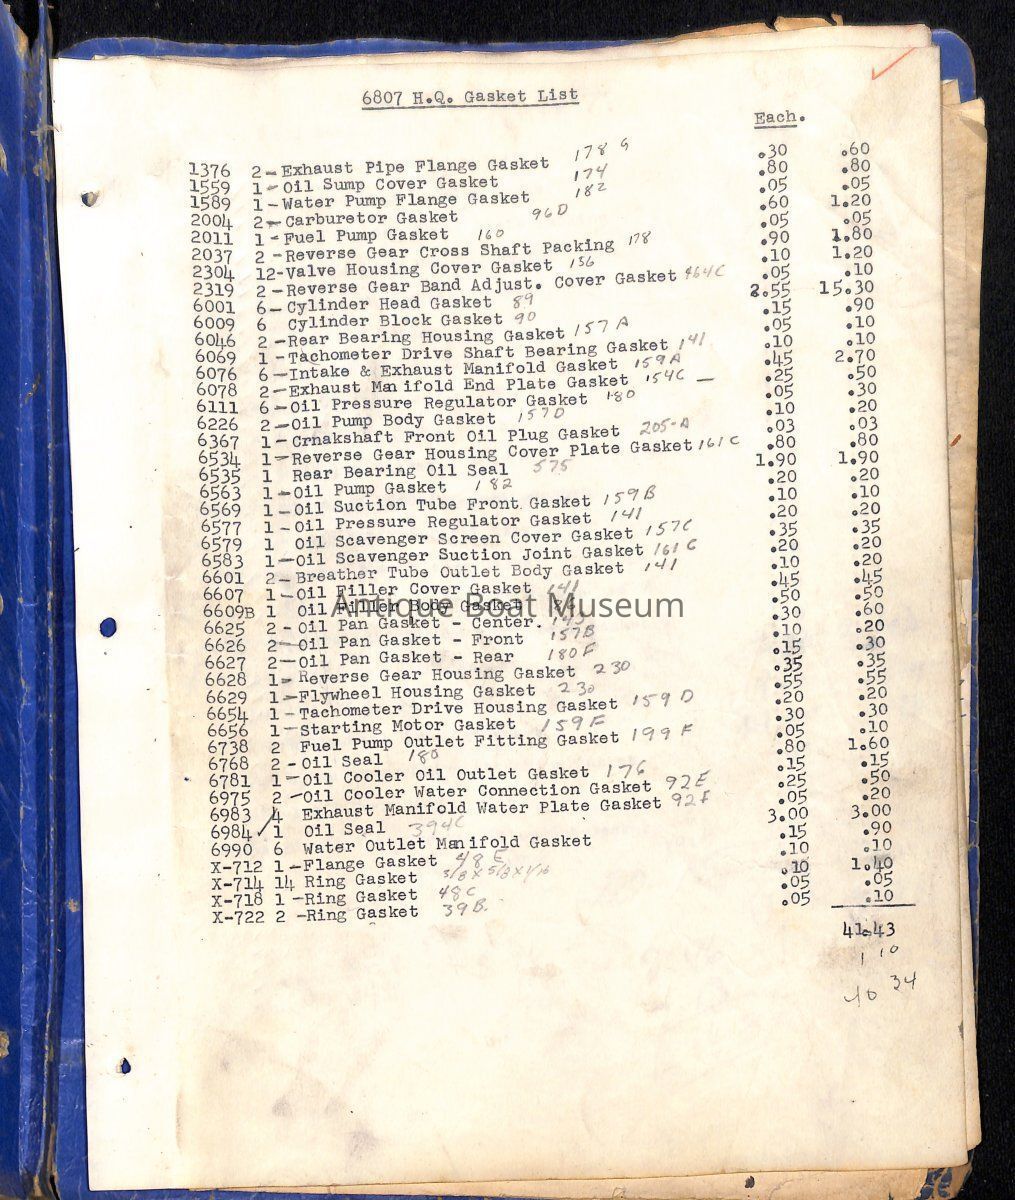 6807 H.Q. Gasket List
Each.
1376 2-Exhaust Pipe Flange Gasket 178 G .30 .60
1559 1-Oil Sump Cover Gasket 174 .80 .80
1589 1-Water Pump Flange Gasket 182 .05 .05
2004 2-Carburetor Gasket 96D .60 1.20
2011 1-Fuel Pump Gasket 160 .05 .05
2037 2-Reverse Gear Cross Shaft Packing 178 .90 1.80
2304 12-Valve Housing Cover Gasket 156 .10 1.20
2319 2-Reverse Gear Band Adjust. Cover Gasket 464C .05 .10
6001 6-Cylinder Head Gasket 89 2.55 15.30
6009 6 Cylinder Block Gasket 90 .15 .90
6046 2-Rear Bearing Housing Gasket 157A .05 .10
6069 1-Tachometer Drive Shaft Bearing Gasket 141 .10 .10
6076 6-Intake & Exhaust Manifold Gasket 159A .45 2.70
6078 2-Exhaust Manifold End Plate Gasket 154C — .25 .50
6111 6-Oil Pressure Regulator Gasket 180 .05 .30
6226 2-Oil Pump Body Gasket 157D .10 .20
6367 1-Crnakshaft Front Oil Plug Gasket 205-A .03 .03
6534 1-Reverse Gear Housing Cover Plate Gasket 161C .80 .80
6535 1 Rear Bearing Oil Seal 575 1.90 1.90
6563 1-Oil Pump Gasket 182 .20 .20
6569 1-Oil Suction Tube Front Gasket 159B .10 .10
6577 1-Oil Pressure Regulator Gasket 141 .20 .20
6579 1 Oil Scavenger Screen Cover Gasket 157C .35 .35
6583 1-Oil Scavenger Suction Joint Gasket 161C .20 .20
6601 2-Breather Tube Outlet Body Gasket 141 .10 .20
6607 1-Oil Filler Cover Gasket 141 .45 .45
6609B 1 Oil Filler Body Gasket .50 .50
Antique Boat Museum
6625 2-Oil Pan Gasket - Center. .30 .60
6626 2-Oil Pan Gasket - Front 157B .10 .20
6627 2-Oil Pan Gasket - Rear 180F .15 .30
6628 1-Reverse Gear Housing Gasket 230 .35 .35
6629 1-Flywheel Housing Gasket 230 .55 .55
6654 1-Tachometer Drive Housing Gasket 159D .20 .20
6656 1-Starting Motor Gasket 159F .30 .30
6738 2 Fuel Pump Outlet Fitting Gasket 199F .05 .10
6768 2-Oil Seal 180 .80 1.60
6781 1-Oil Cooler Oil Outlet Gasket 176 .15 .15
6975 2-Oil Cooler Water Connection Gasket 92E .25 .50
6983 4 Exhaust Manifold Water Plate Gasket 92F .05 .20
6984 1 Oil Seal 394C 3.00 3.00
6990 6 Water Outlet Manifold Gasket .15 .90
X-712 1-Flange Gasket 48E .10 .10
X-714 14 Ring Gasket 3/8 X 5/8 X 1/16 .10 1.40
X-718 1-Ring Gasket 48C .05 .05
X-722 2-Ring Gasket 39B .05 .10
41.43
1 10
40 34